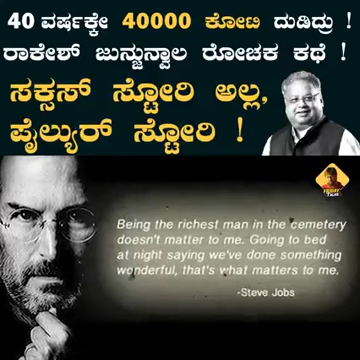 40 ವರ್ಷಕ್ಕೇ 40000 ಕೋಟಿ ದುಡಿದ್ರು !
ರಾಕೇಶ್ ಜುನ್ಜುನ್ವಾಲ ರೋಚಕ ಕಥೆ !
ಸಕ್ಸಸ್ ಸ್ಟೋರಿ ಅಲ್ಲ,
ಫೈಲ್ಯುರ್ ಸ್ಟೋರಿ !
Being the richest man in the cemetery
doesn't matter to me. Going to bed
at night saying we've done something
wonderful, that's what matters to me.
-Steve Jobs